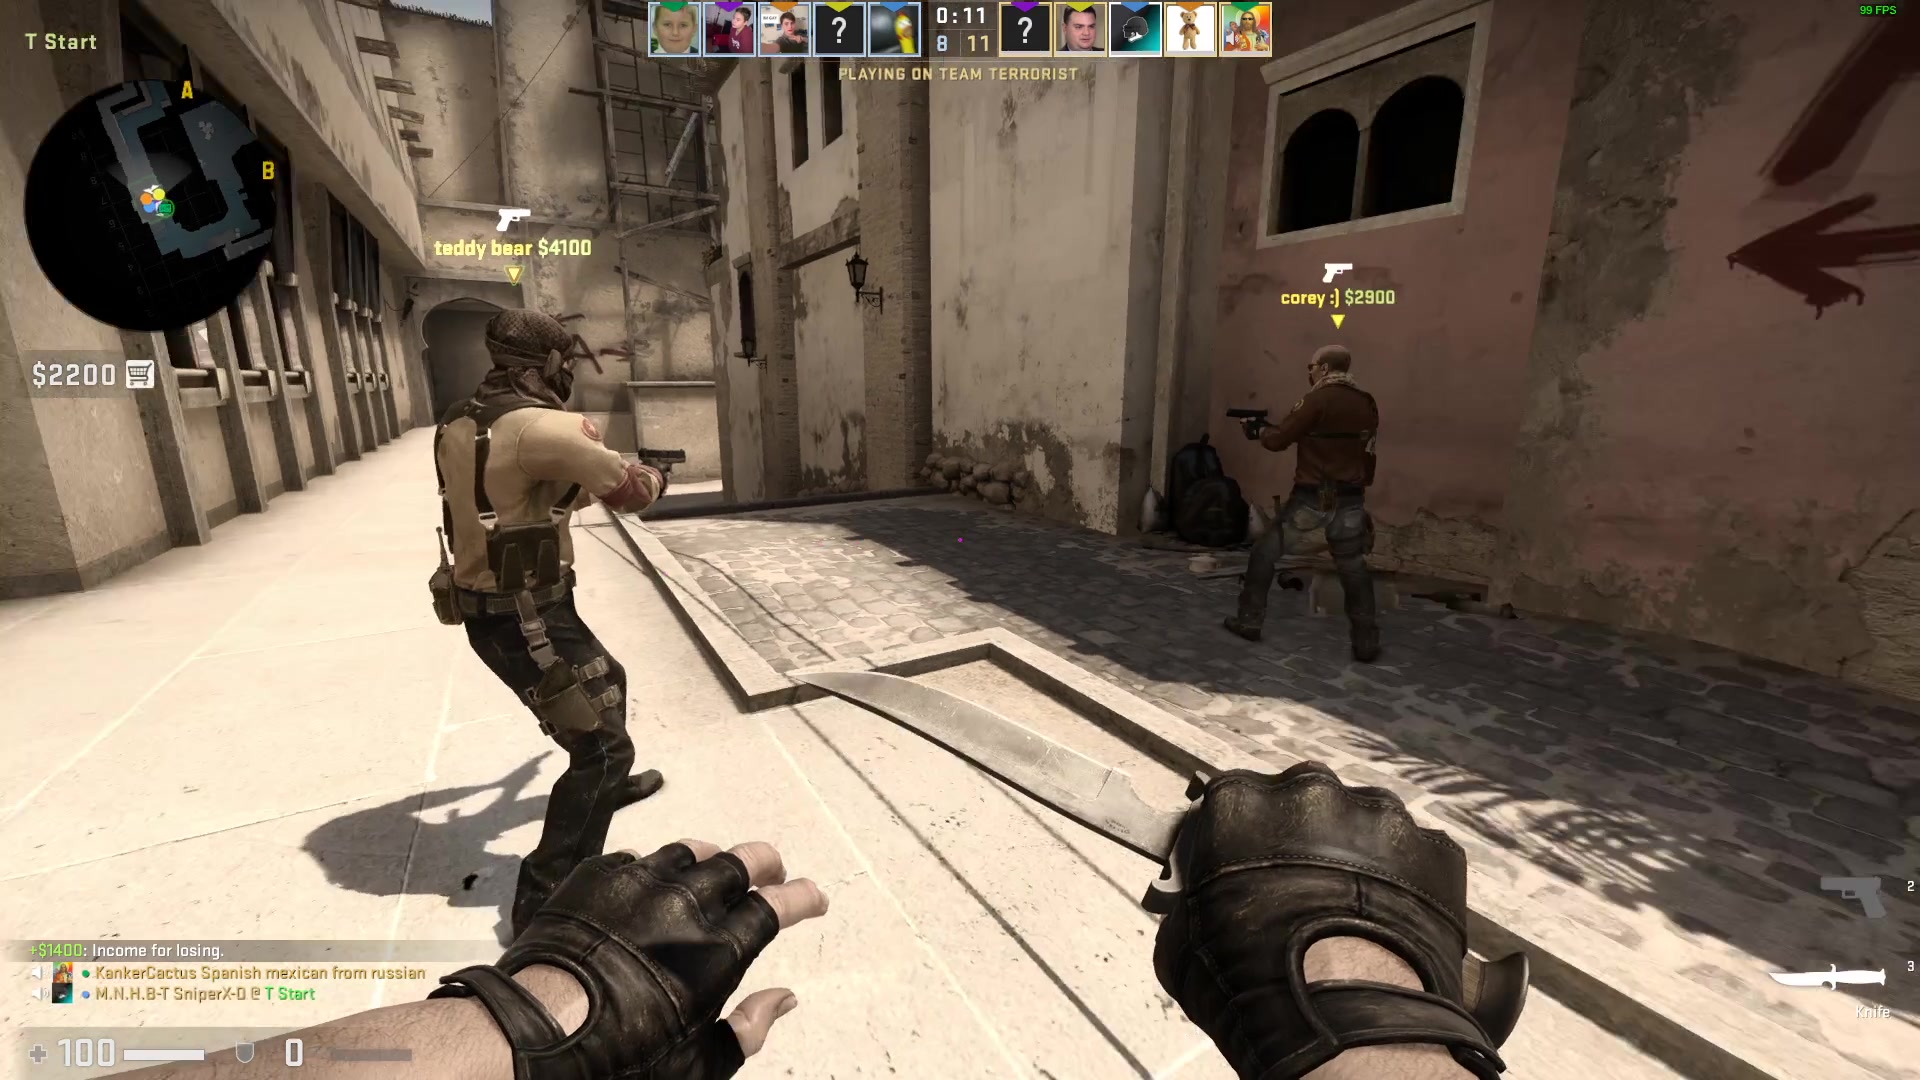 99 FPS
T Start
0:11
8 11
? ?
PLAYING ON TEAM TERRORIST
A
B
teddy bear $4100
corey :) $2900
$2200
2
3
Knife
+$1400: Income for losing.
KankerCactus Spanish mexican from russian
M.N.H.B-T SniperX-D @ T Start
100 0